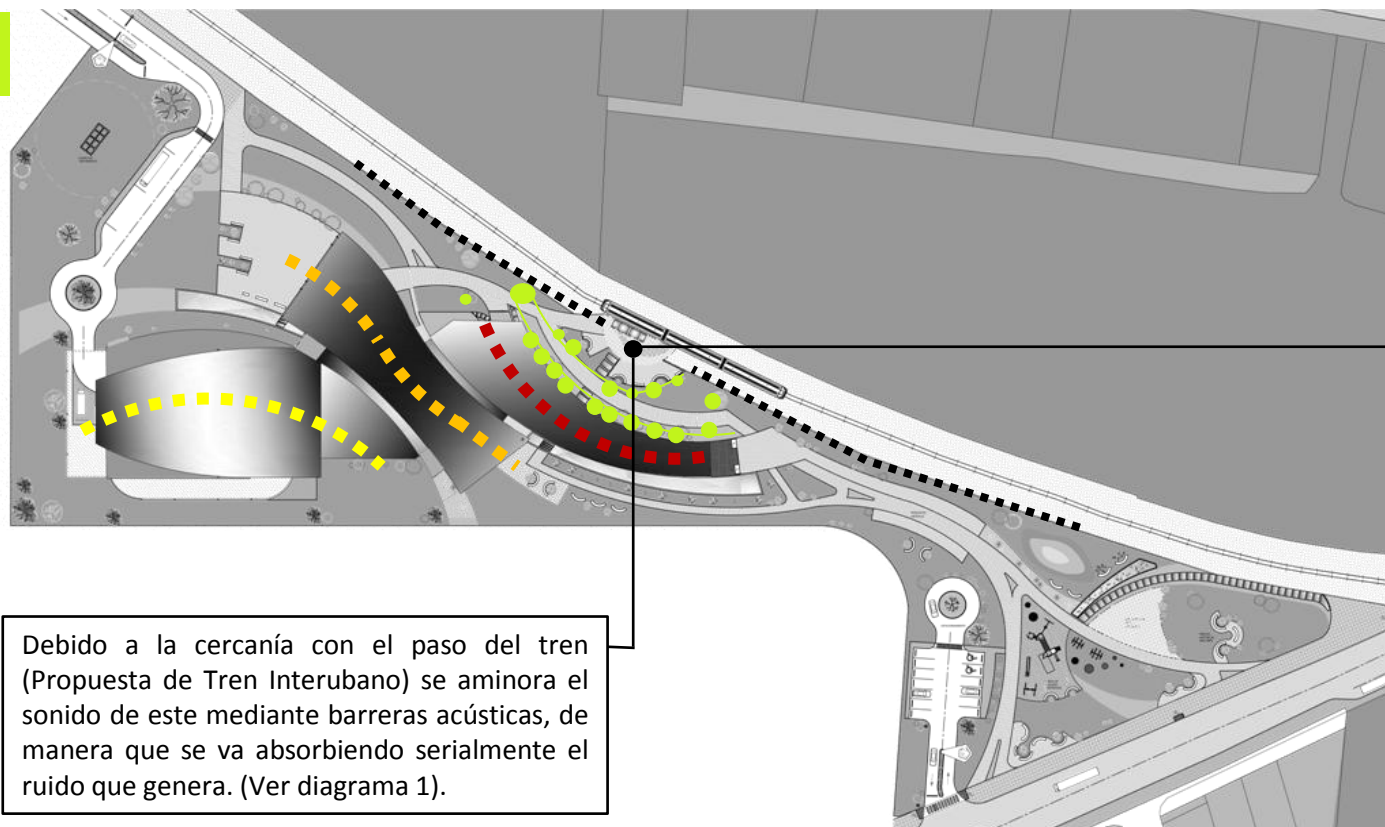 Debido a la cercanía con el paso del tren
(Propuesta de Tren Interubano) se aminora el
sonido de este mediante barreras acústicas, de
manera que se va absorbiendo serialmente el
ruido que genera. (Ver diagrama 1).